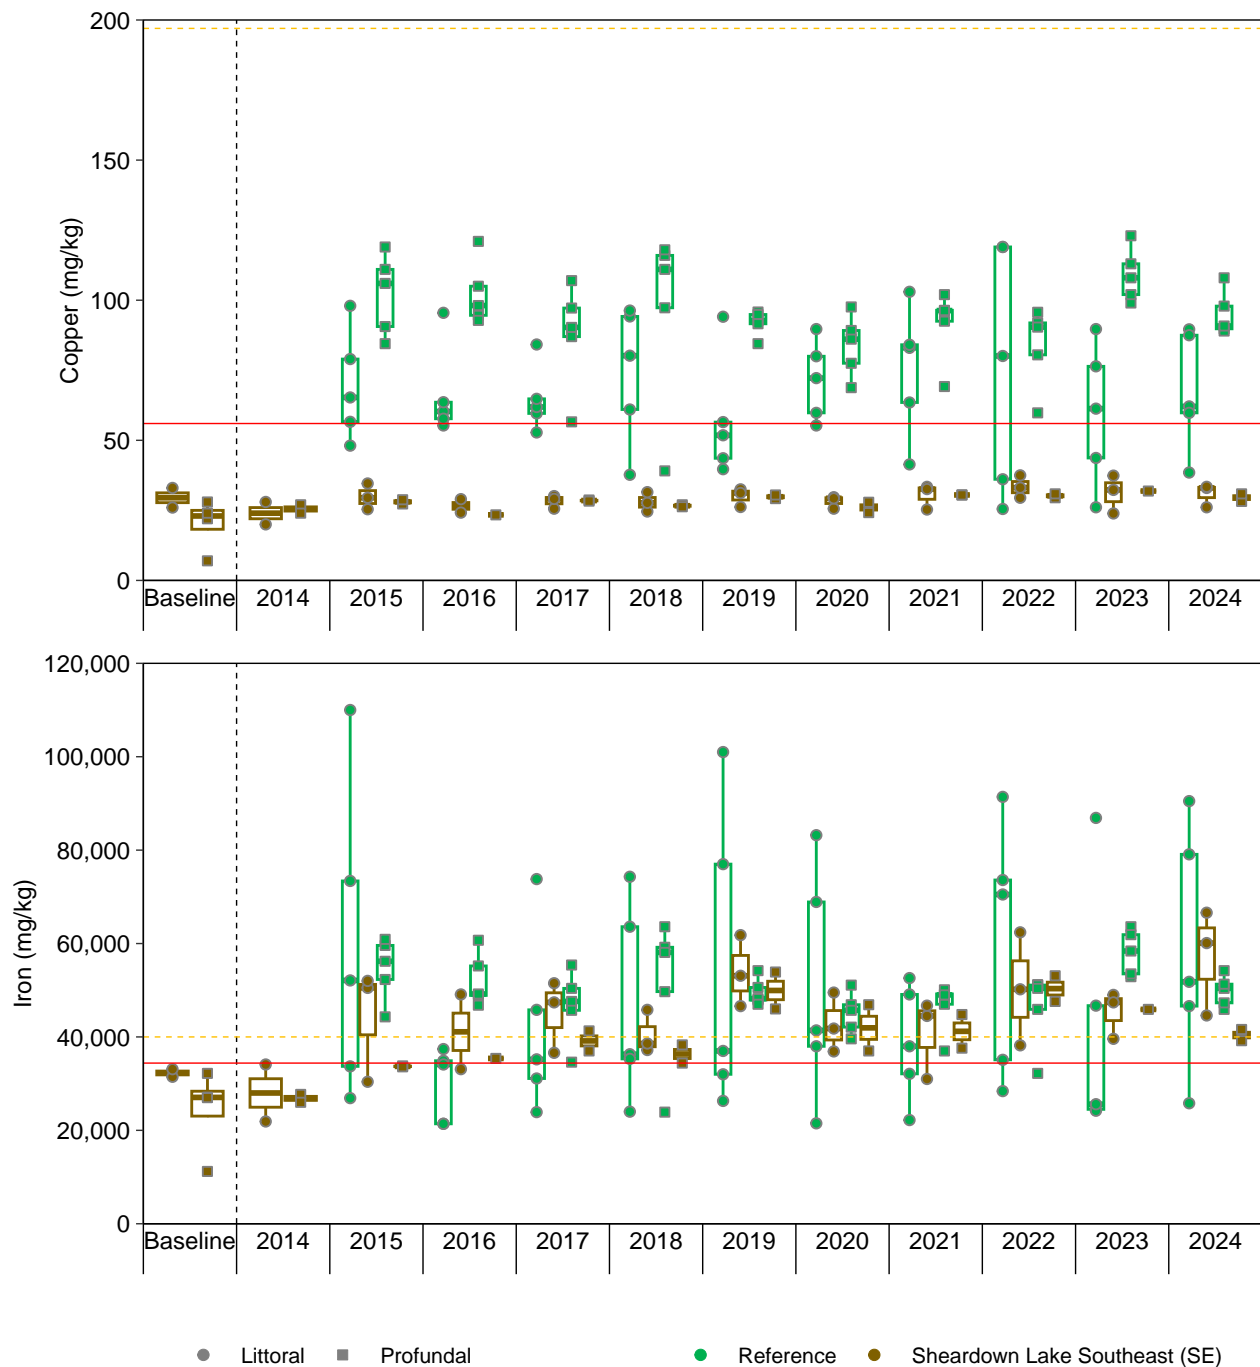 200
150
100
50
0
Copper (mg/kg)
Baseline 2014 2015 2016 2017 2018 2019 2020 2021 2022 2023 2024
120,000
100,000
80,000
60,000
40,000
20,000
0
Iron (mg/kg)
Baseline 2014 2015 2016 2017 2018 2019 2020 2021 2022 2023 2024
Littoral Profundal Reference Sheardown Lake Southeast (SE)